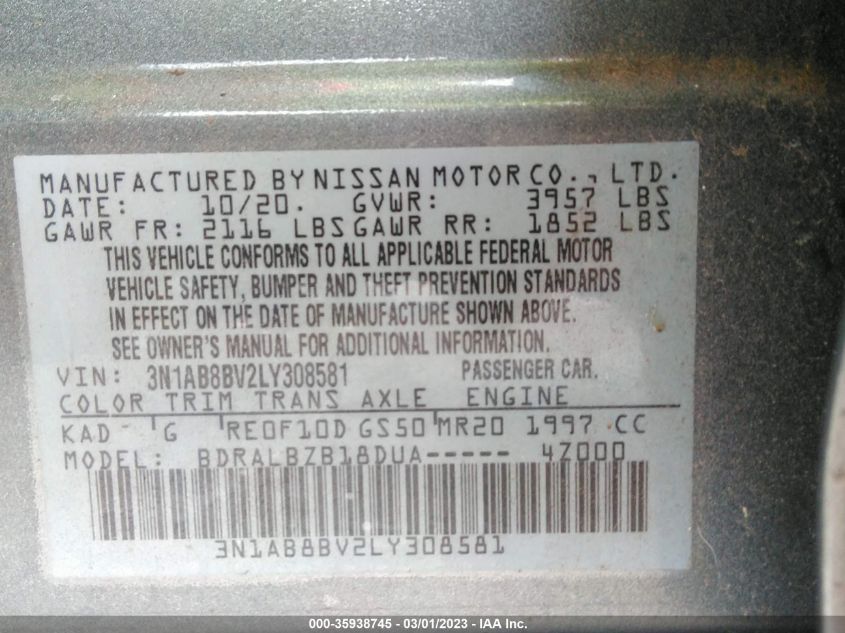 MANUFACTURED BY NISSAN MOTOR CO., LTD.
DATE: 10/20. GVWR: 3957 LBS
GAWR FR: 2116 LBS GAWR RR: 1852 LBS
THIS VEHICLE CONFORMS TO ALL APPLICABLE FEDERAL MOTOR
VEHICLE SAFETY, BUMPER AND THEFT PREVENTION STANDARDS
IN EFFECT ON THE DATE OF MANUFACTURE SHOWN ABOVE.
SEE OWNER'S MANUAL FOR ADDITIONAL INFORMATION.
VIN: 3N1AB8BV2LY308581 PASSENGER CAR.
COLOR TRIM TRANS AXLE ENGINE
KAD G RE0F10D GS50 MR20 1997 CC
MODEL: BDRALBZB18DUA----- 4Z000
3N1AB8BV2LY308581
000-35938745 - 03/01/2023 - IAA Inc.